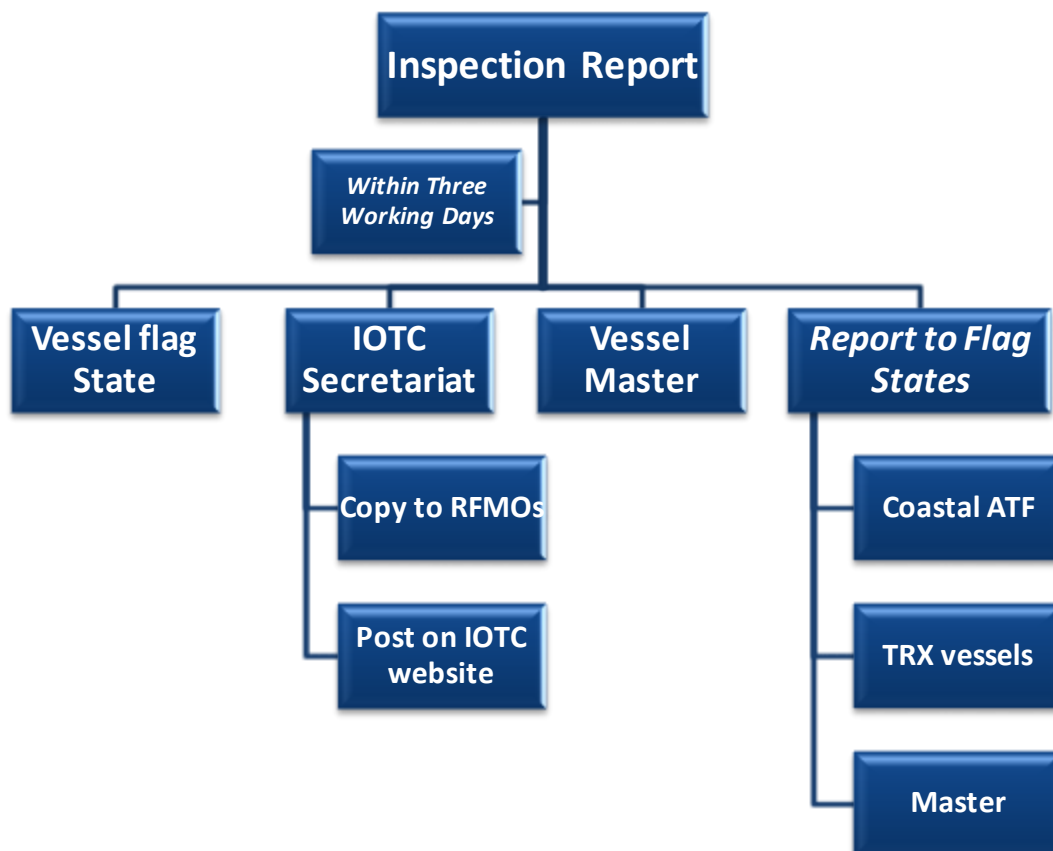 Inspection Report
Within Three
Working Days
Vessel flag
State
IOTC
Secretariat
Vessel
Master
Report to Flag
States
Copy to RFMOs
Post on IOTC
website
Coastal ATF
TRX vessels
Master